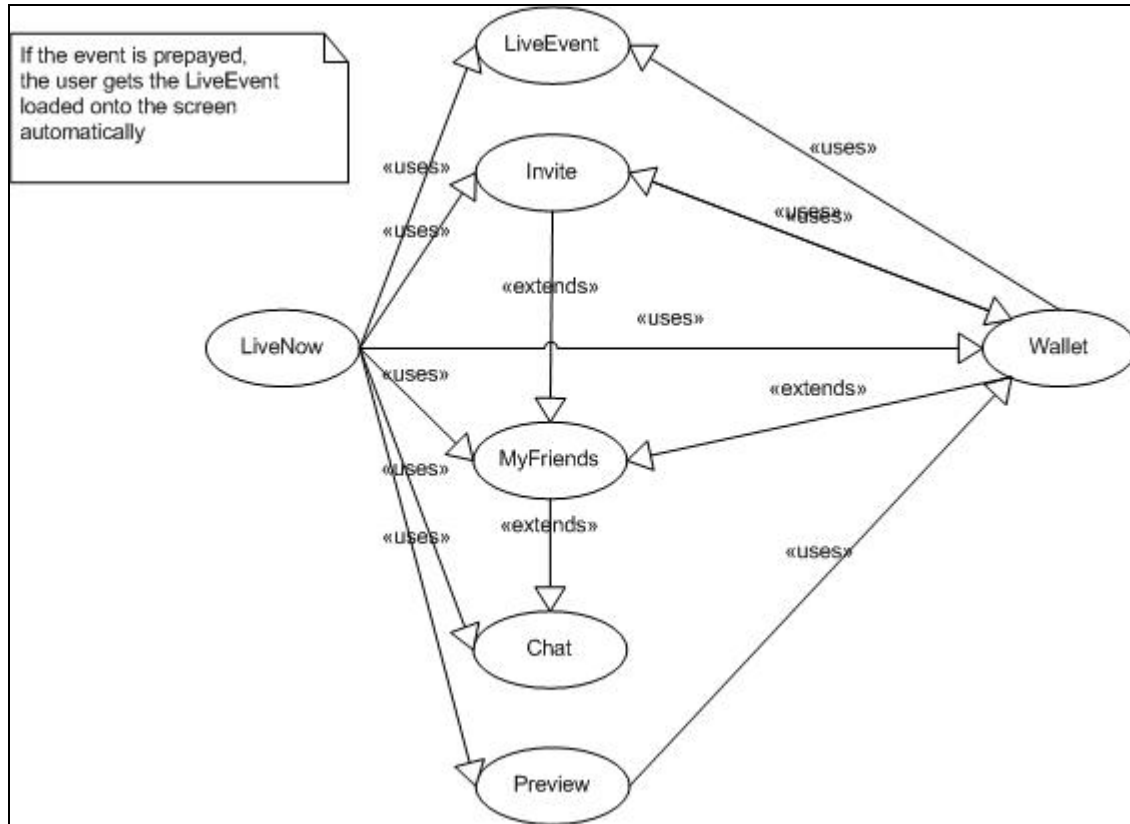 If the event is prepayed,
the user gets the LiveEvent
loaded onto the screen
automatically
LiveEvent
«uses»
«uses»
Invite
«uses»
«uses»
«uses»
«extends»
«uses»
LiveNow
Wallet
«uses»
«extends»
MyFriends
«uses»
«extends»
«uses»
«uses»
Chat
Preview